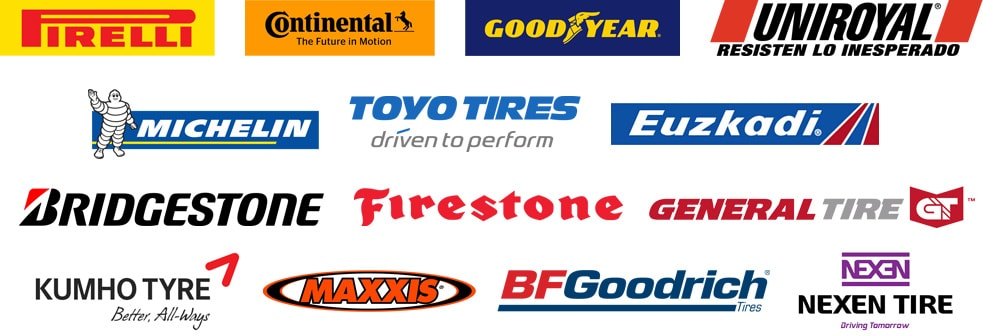 PIRELLI
Continental
The Future in Motion
GOODYEAR
UNIROYAL®
RESISTEN LO INESPERADO
MICHELIN
TOYO TIRES
driven to perform
Euzkadi®
BRIDGESTONE
Firestone
GENERAL TIRE GT™
KUMHO TYRE
Better, All-Ways
MAXXIS®
BFGoodrich®
Tires
NEXEN
NEXEN TIRE
Driving Tomorrow